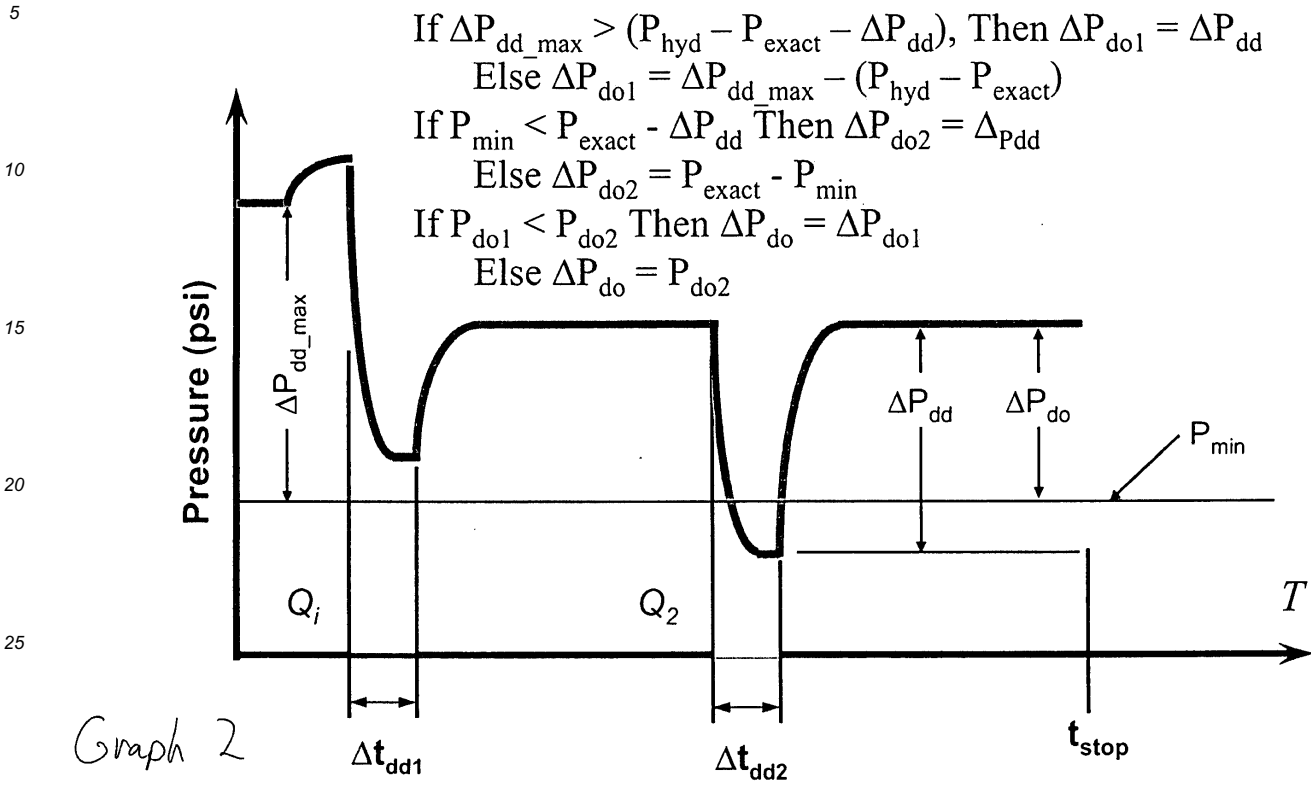 5
If ΔP_dd_max > (P_hyd – P_exact – ΔP_dd), Then ΔP_do1 = ΔP_dd
Else ΔP_do1 = ΔP_dd_max – (P_hyd – P_exact)
If P_min < P_exact - ΔP_dd Then ΔP_do2 = Δ_Pdd
10
Else ΔP_do2 = P_exact - P_min
If P_do1 < P_do2 Then ΔP_do = ΔP_do1
Else ΔP_do = P_do2
15
Pressure (psi)
ΔP_dd_max
ΔP_dd
ΔP_do
P_min
20
Q_i
Q_2
T
25
Graph 2
Δt_dd1
Δt_dd2
t_stop